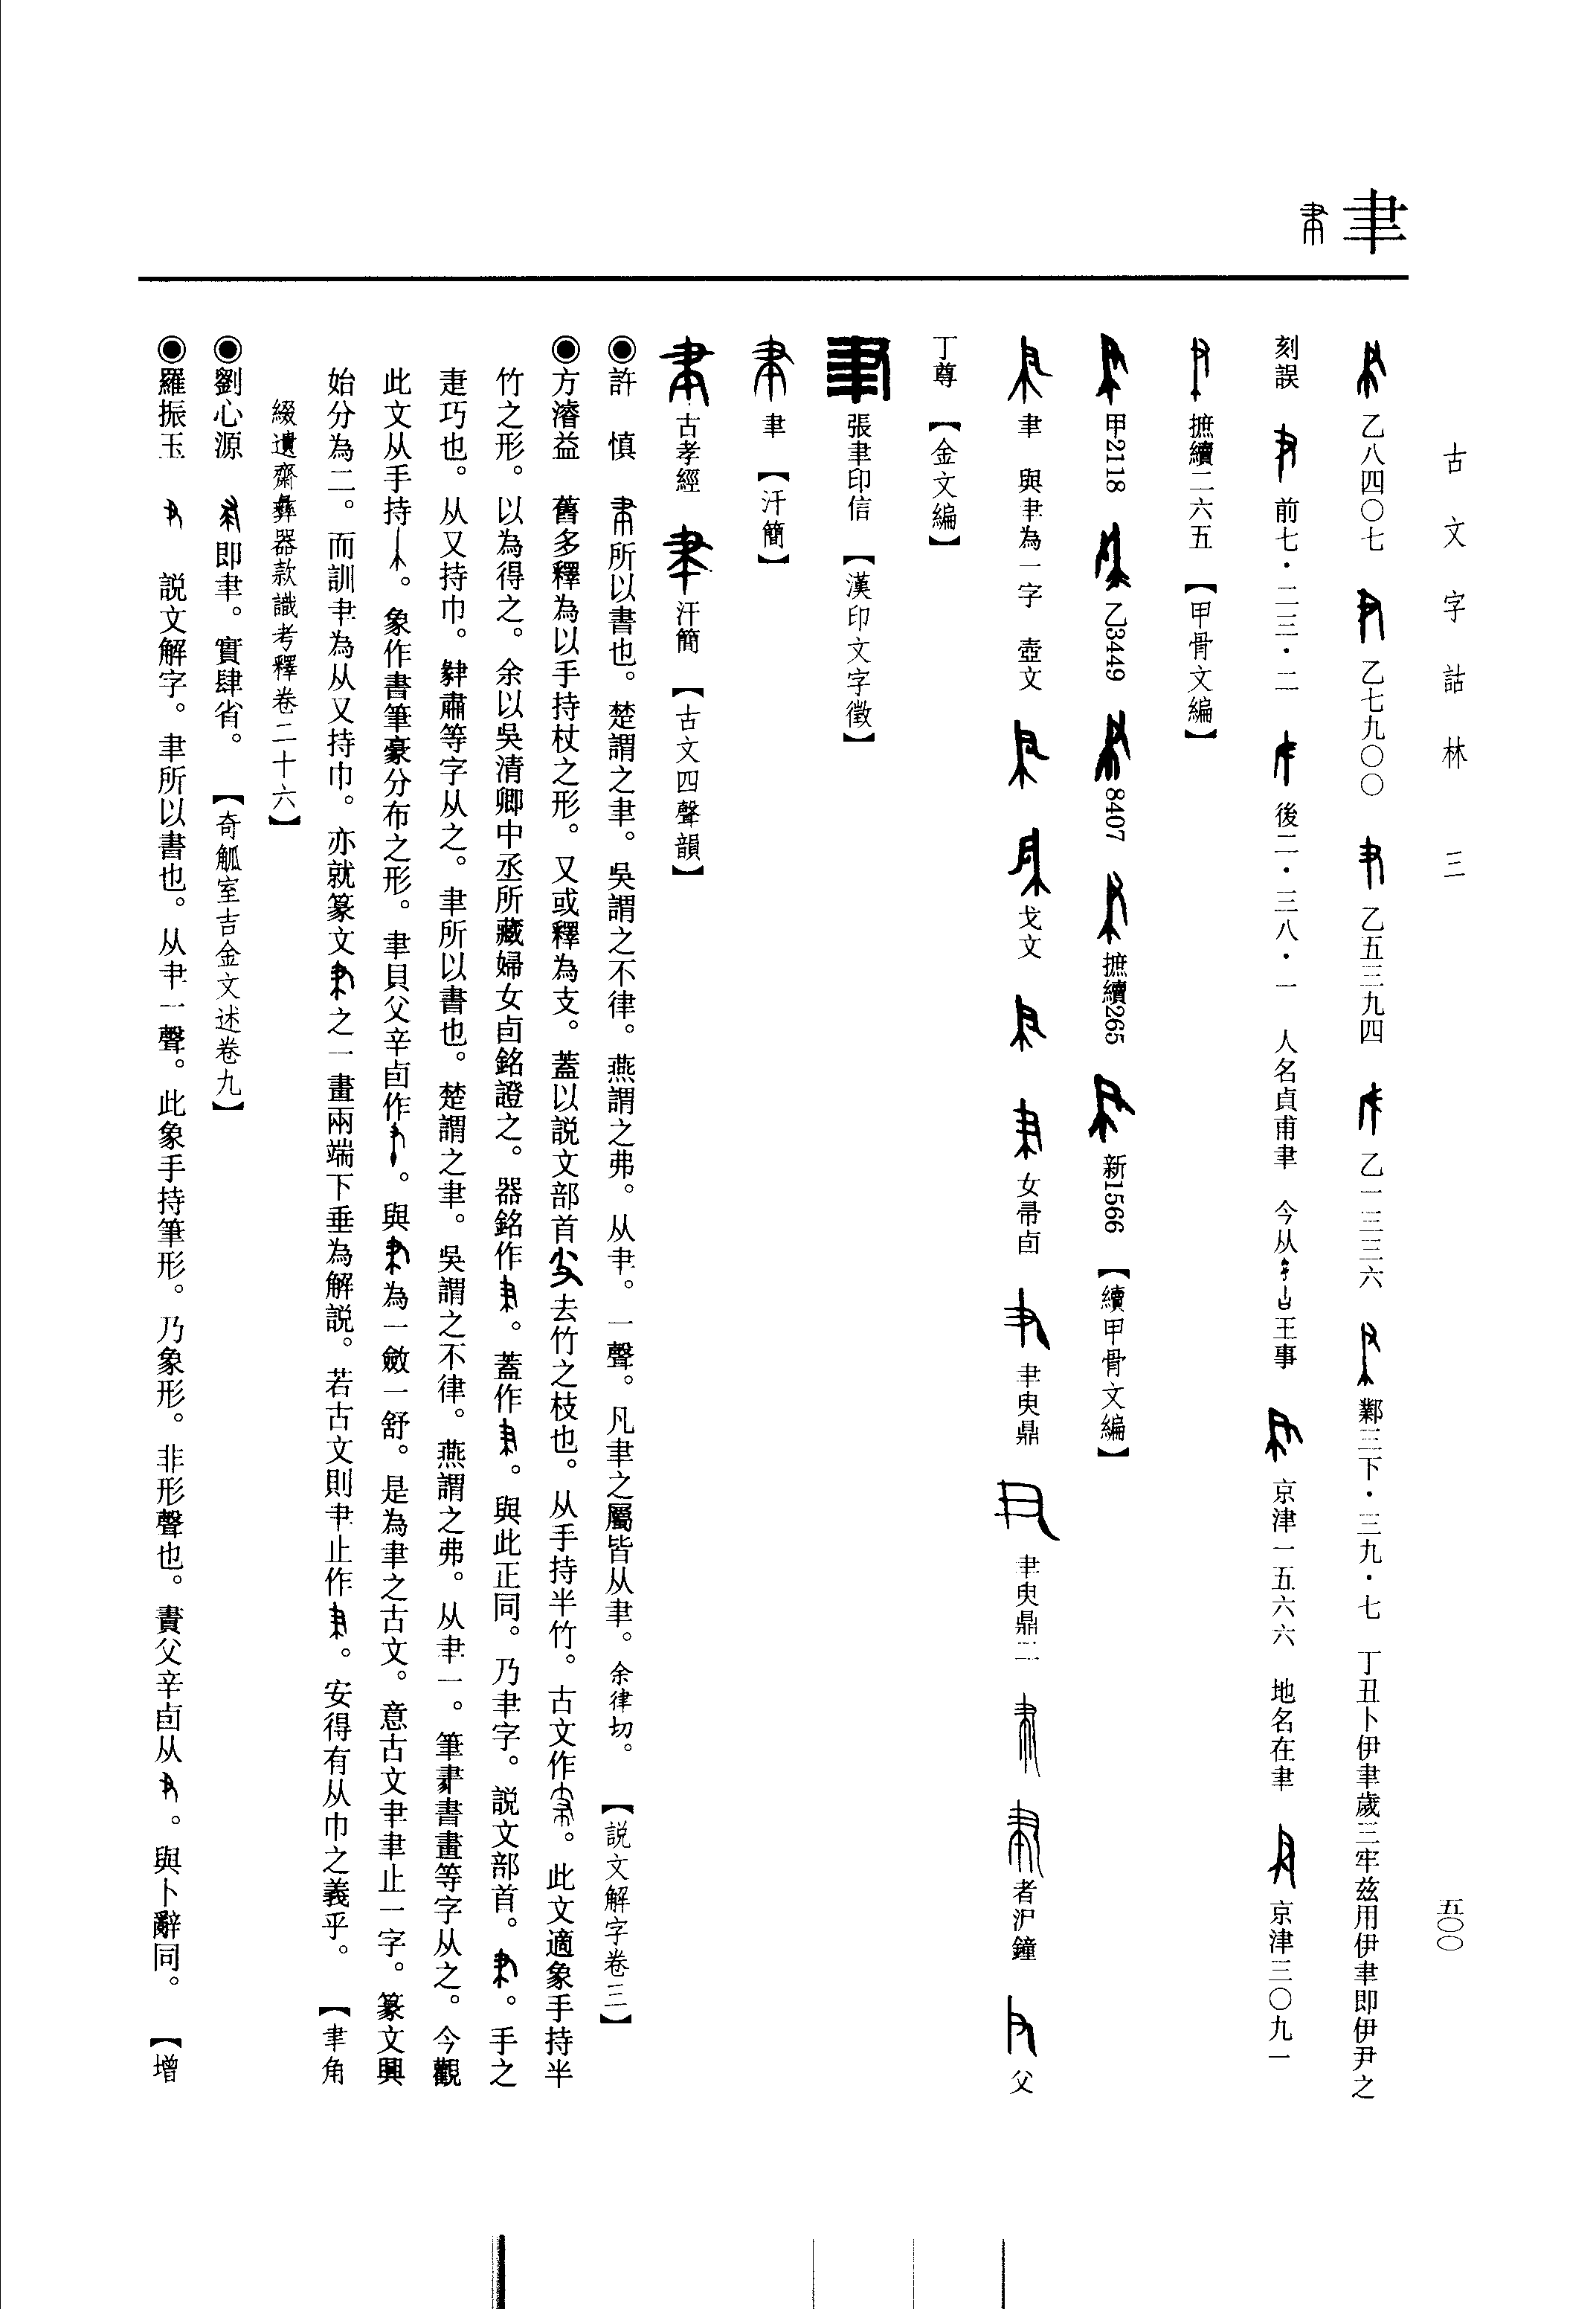 古文字詁林　三
五〇〇
聿
乙八四〇七　乙七九〇〇　乙五三九四　乙一三三六　鄴三下·三九·七　丁丑卜伊聿歲三牢茲用伊聿即伊尹之
刻誤　前七·二三·二　後二·三八·一　人名貞甫聿　今从王事　京津一五六六　地名在聿　京津三〇九一
摭續二六五　【甲骨文編】
甲2118　乙3449　8407　摭續265　新1566　【續甲骨文編】
聿　與聿為一字　壺文　戈文　女帚卣　聿臾鼎　聿臾鼎二　者沪鐘　父
丁尊　【金文編】
張聿印信　【漢印文字徵】
聿　【汗簡】
古孝經　汗簡　【古文四聲韻】
◉許　慎　所以書也。楚謂之聿。吳謂之不律。燕謂之弗。从𦘒。一聲。凡聿之屬皆从聿。余律切。　【說文解字卷三】
◉方濬益　舊多釋為以手持杖之形。又或釋為支。蓋以說文部首去竹之枝也。从手持半竹。古文作。此文適象手持半
竹之形。以為得之。余以吳清卿中丞所藏婦女卣銘證之。器銘作。蓋作。與此正同。乃聿字。說文部首。。手之
疌巧也。从又持巾。肄肅等字从之。聿所以書也。楚謂之聿。吳謂之不律。燕謂之弗。从𦘒一。筆書畫等字从之。今觀
此文从手持。象作書筆豪分布之形。聿貝父辛卣作。與為一斂一舒。是為聿之古文。意古文𦘒聿止一字。篆文興
始分為二。而訓𦘒為从又持巾。亦就篆文之一畫兩端下垂為解說。若古文則𦘒止作。安得有从巾之義乎。　【聿角
綴遺齋彝器款識考釋卷二十六】
◉劉心源　即聿。實肆省。　【奇觚室吉金文述卷九】
◉羅振玉　說文解字。聿所以書也。从𦘒一聲。此象手持筆形。乃象形。非形聲也。父辛卣从。與卜辭同。　【增